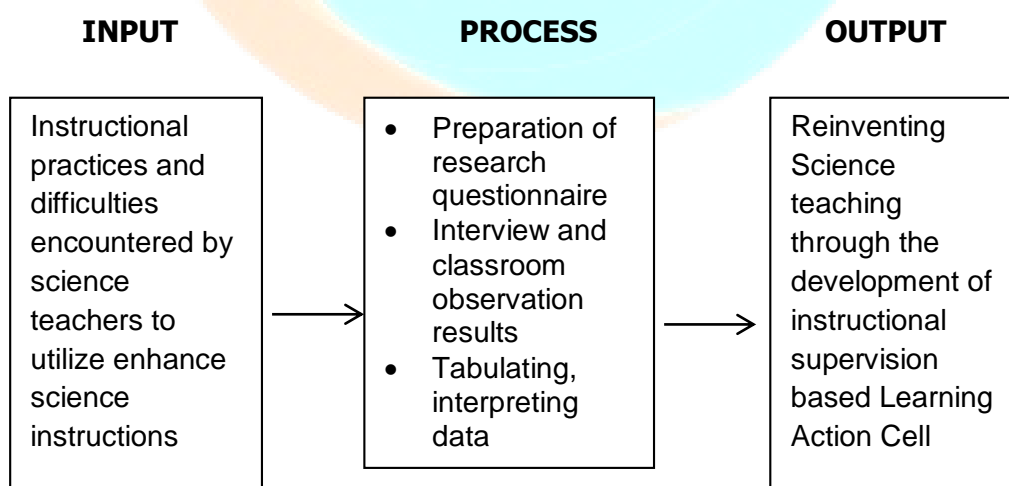 INPUT
PROCESS
OUTPUT
Instructional
practices and
difficulties
encountered by
science
teachers to
utilize enhance
science
instructions
• Preparation of
research
questionnaire
• Interview and
classroom
observation
results
• Tabulating,
interpreting
data
Reinventing
Science
teaching
through the
development of
instructional
supervision
based Learning
Action Cell